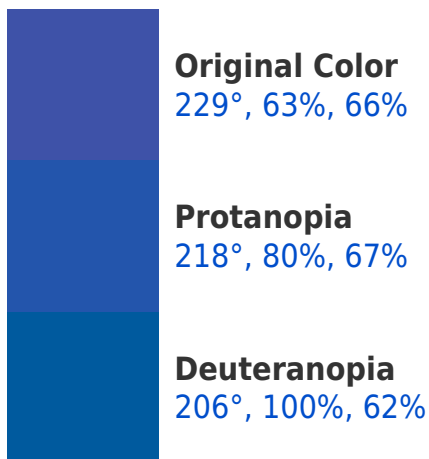 Original Color
229°, 63%, 66%
Protanopia
218°, 80%, 67%
Deuteranopia
206°, 100%, 62%